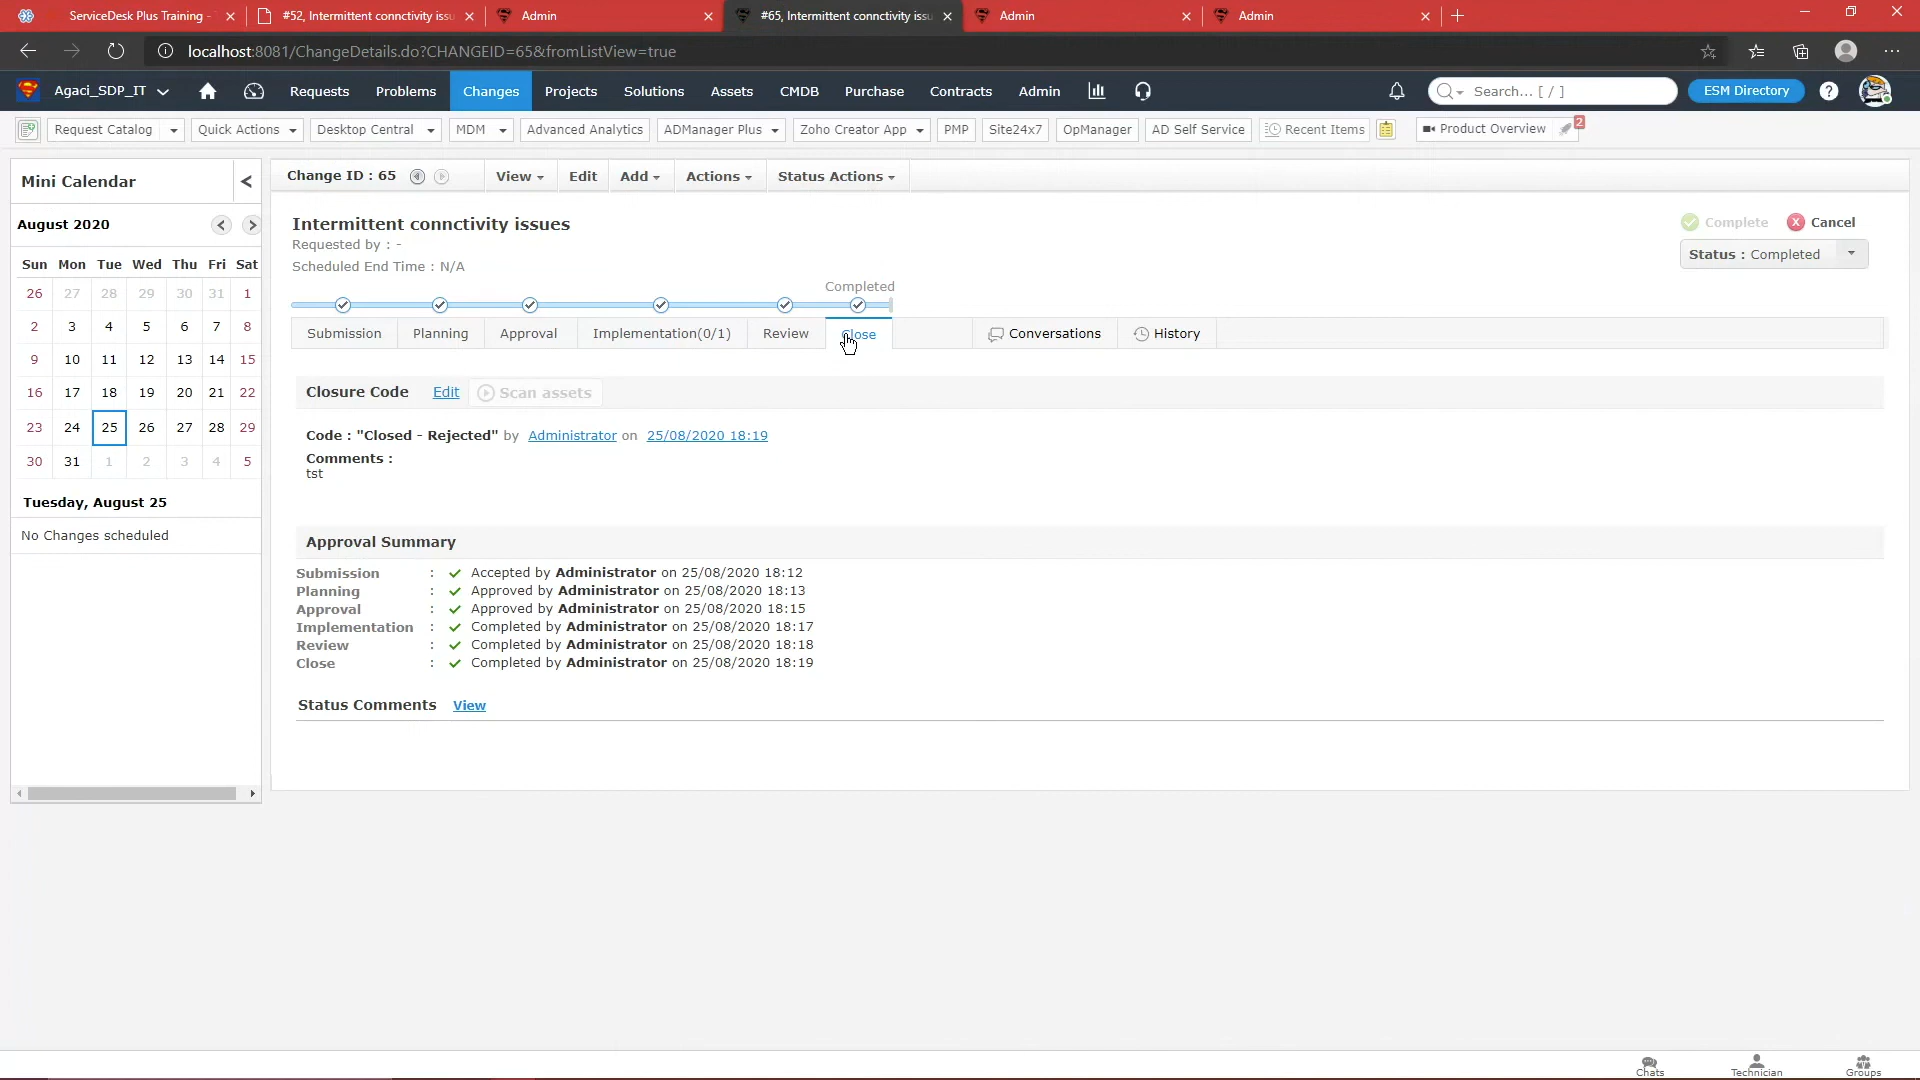 ServiceDesk Plus Training -
#52, Intermittent connctivity issu
Admin
#65, Intermittent connctivity issu
Admin
Admin
localhost:8081/ChangeDetails.do?CHANGEID=65&fromListView=true
Agaci_SDP_IT
Requests
Problems
Changes
Projects
Solutions
Assets
CMDB
Purchase
Contracts
Admin
Search... [ / ]
ESM Directory
Request Catalog
Quick Actions
Desktop Central
MDM
Advanced Analytics
ADManager Plus
Zoho Creator App
PMP
Site24x7
OpManager
AD Self Service
Recent Items
Product Overview
2
Mini Calendar
August 2020
Sun Mon Tue Wed Thu Fri Sat
26 27 28 29 30 31 1
2 3 4 5 6 7 8
9 10 11 12 13 14 15
16 17 18 19 20 21 22
23 24 25 26 27 28 29
30 31 1 2 3 4 5
Tuesday, August 25
No Changes scheduled
Change ID : 65
View
Edit
Add
Actions
Status Actions
Intermittent connctivity issues
Requested by : -
Scheduled End Time : N/A
Complete
Cancel
Status : Completed
Completed
Submission
Planning
Approval
Implementation(0/1)
Review
Close
Conversations
History
Closure Code Edit Scan assets
Code : "Closed - Rejected" by Administrator on 25/08/2020 18:19
Comments :
tst
Approval Summary
Submission : Accepted by Administrator on 25/08/2020 18:12
Planning : Approved by Administrator on 25/08/2020 18:13
Approval : Approved by Administrator on 25/08/2020 18:15
Implementation : Completed by Administrator on 25/08/2020 18:17
Review : Completed by Administrator on 25/08/2020 18:18
Close : Completed by Administrator on 25/08/2020 18:19
Status Comments View
Chats
Technician
Groups